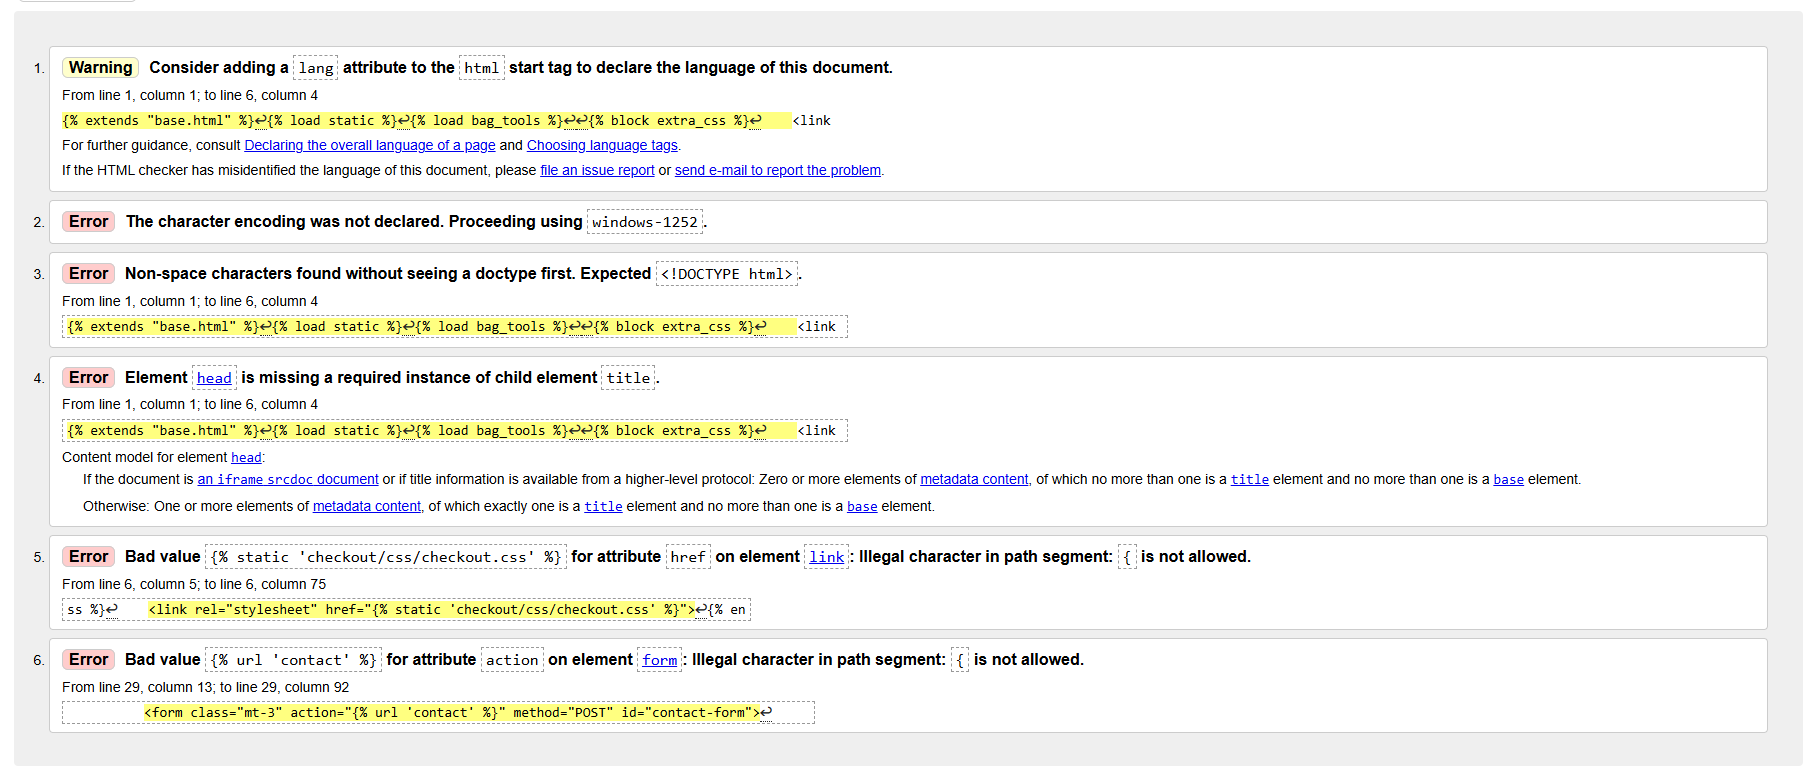 1. Warning Consider adding a lang attribute to the html start tag to declare the language of this document.
From line 1, column 1; to line 6, column 4
{% extends "base.html" %}↩{% load static %}↩{% load bag_tools %}↩↩{% block extra_css %}↩    <link
For further guidance, consult Declaring the overall language of a page and Choosing language tags.
If the HTML checker has misidentified the language of this document, please file an issue report or send e-mail to report the problem.
2. Error The character encoding was not declared. Proceeding using windows-1252.
3. Error Non-space characters found without seeing a doctype first. Expected <!DOCTYPE html>.
From line 1, column 1; to line 6, column 4
{% extends "base.html" %}↩{% load static %}↩{% load bag_tools %}↩↩{% block extra_css %}↩    <link
4. Error Element head is missing a required instance of child element title.
From line 1, column 1; to line 6, column 4
{% extends "base.html" %}↩{% load static %}↩{% load bag_tools %}↩↩{% block extra_css %}↩    <link
Content model for element head:
If the document is an iframe srcdoc document or if title information is available from a higher-level protocol: Zero or more elements of metadata content, of which no more than one is a title element and no more than one is a base element.
Otherwise: One or more elements of metadata content, of which exactly one is a title element and no more than one is a base element.
5. Error Bad value {% static 'checkout/css/checkout.css' %} for attribute href on element link: Illegal character in path segment: { is not allowed.
From line 6, column 5; to line 6, column 75
ss %}↩    <link rel="stylesheet" href="{% static 'checkout/css/checkout.css' %}">↩{% en
6. Error Bad value {% url 'contact' %} for attribute action on element form: Illegal character in path segment: { is not allowed.
From line 29, column 13; to line 29, column 92
<form class="mt-3" action="{% url 'contact' %}" method="POST" id="contact-form">↩